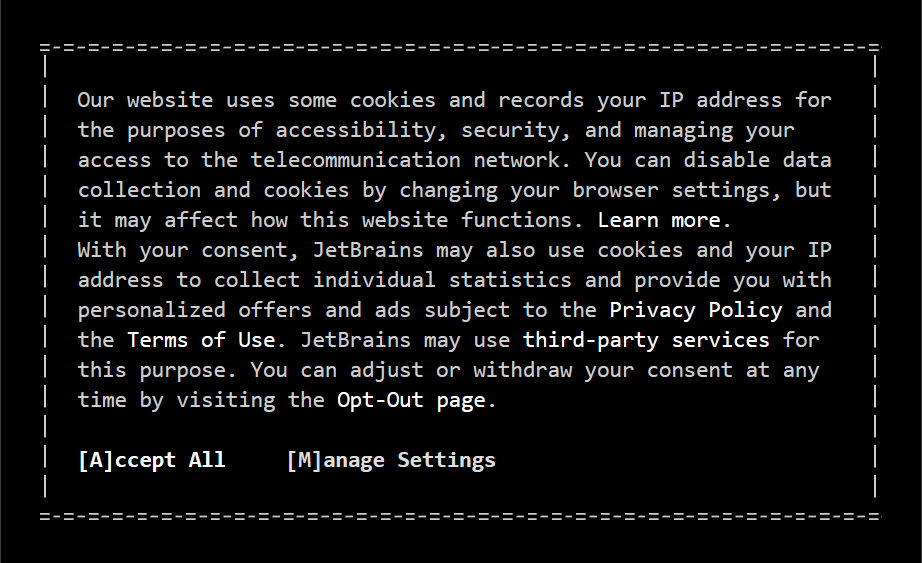 Our website uses some cookies and records your IP address for
the purposes of accessibility, security, and managing your
access to the telecommunication network. You can disable data
collection and cookies by changing your browser settings, but
it may affect how this website functions. Learn more.
With your consent, JetBrains may also use cookies and your IP
address to collect individual statistics and provide you with
personalized offers and ads subject to the Privacy Policy and
the Terms of Use. JetBrains may use third-party services for
this purpose. You can adjust or withdraw your consent at any
time by visiting the Opt-Out page.
[A]ccept All [M]anage Settings